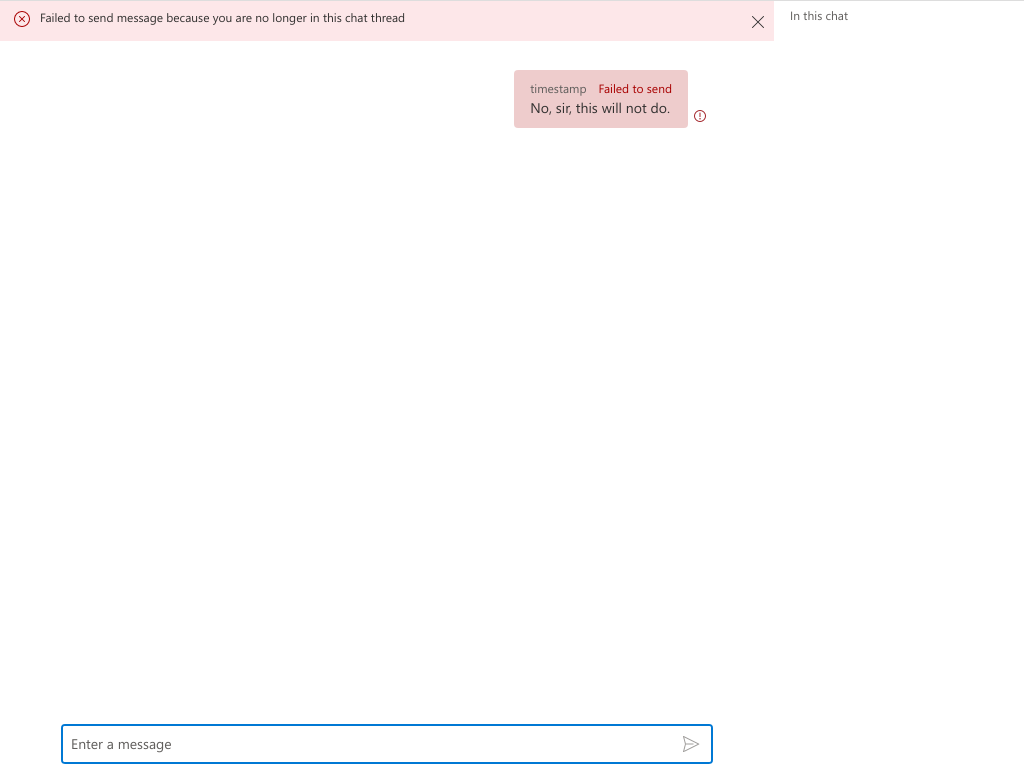 Failed to send message because you are no longer in this chat thread
In this chat
timestamp Failed to send
No, sir, this will not do.
Enter a message